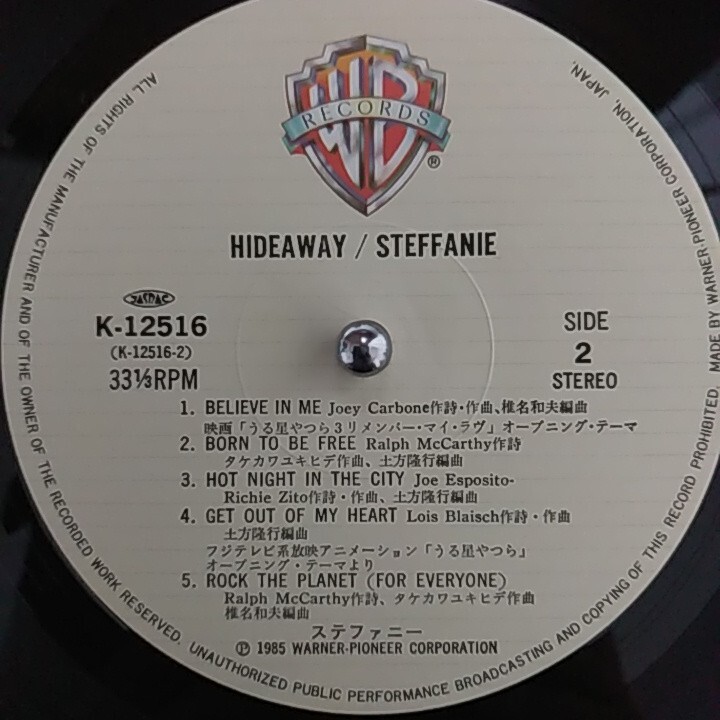 WB
RECORDS
®
HIDEAWAY / STEFFANIE
JASRAC
K-12516
(K-12516-2)
33⅓RPM
SIDE
2
STEREO
1. BELIEVE IN ME Joey Carbone作詩・作曲、椎名和夫編曲
映画「うる星やつら3リメンバー・マイ・ラヴ」オープニング・テーマ
2. BORN TO BE FREE Ralph McCarthy作詩
タケカワユキヒデ作曲、土方隆行編曲
3. HOT NIGHT IN THE CITY Joe Esposito-
Richie Zito作詩・作曲、土方隆行編曲
4. GET OUT OF MY HEART Lois Blaisch作詩・作曲
土方隆行編曲
フジテレビ系放映アニメーション「うる星やつら」
オープニング・テーマより
5. ROCK THE PLANET (FOR EVERYONE)
Ralph McCarthy作詩、タケカワユキヒデ作曲
椎名和夫編曲
ステファニー
Ⓟ 1985 WARNER-PIONEER CORPORATION
ALL RIGHTS OF THE MANUFACTURER AND OF THE OWNER OF THE RECORDED WORK RESERVED. UNAUTHORIZED PUBLIC PERFORMANCE BROADCASTING AND COPYING OF THIS RECORD PROHIBITED. MADE BY WARNER-PIONEER CORPORATION, JAPAN.